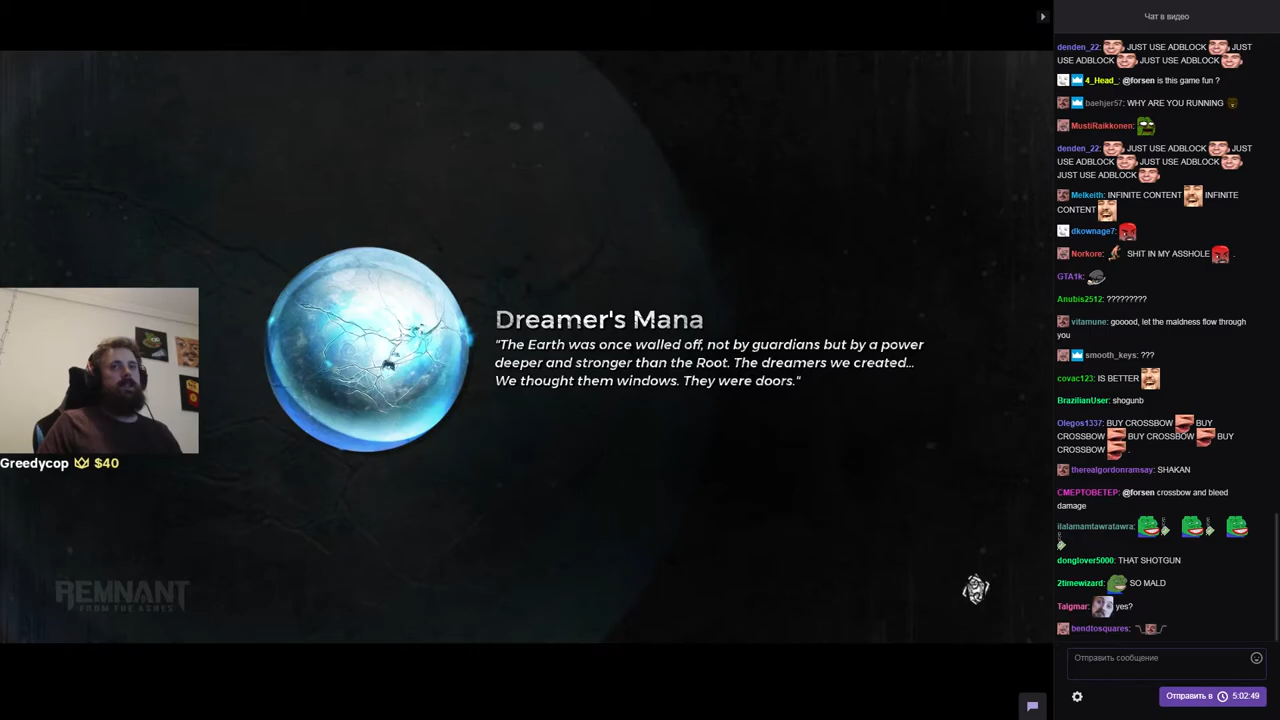 Dreamer's Mana
"The Earth was once walled off, not by guardians but by a power
deeper and stronger than the Root. The dreamers we created...
We thought them windows. They were doors."
Greedycop $40
REMNANT
FROM THE ASHES
Чат в видео
denden_22: JUST USE ADBLOCK JUST
USE ADBLOCK JUST USE ADBLOCK
4_Head_: @forsen is this game fun ?
baehjer57: WHY ARE YOU RUNNING
MustiRaikkonen:
denden_22: JUST USE ADBLOCK JUST
USE ADBLOCK JUST USE ADBLOCK
JUST USE ADBLOCK
Melkeith: INFINITE CONTENT INFINITE
CONTENT
dkownage7:
Norkore: SHIT IN MY ASSHOLE .
GTA1k:
Anubis2512: ?????????
vitamune: gooood, let the maldness flow through
you
smooth_keys: ???
covac123: IS BETTER
BrazilianUser: shogunb
Olegos1337: BUY CROSSBOW BUY
CROSSBOW BUY CROSSBOW BUY
CROSSBOW .
therealgordonramsay: SHAKAN
CMEPTOBETEP: @forsen crossbow and bleed
damage
ilalamamtawratawra:
donglover5000: THAT SHOTGUN
2timewizard: SO MALD
Talgmar: yes?
bendtosquares:
Отправить сообщение
Отправить в 5:02:49